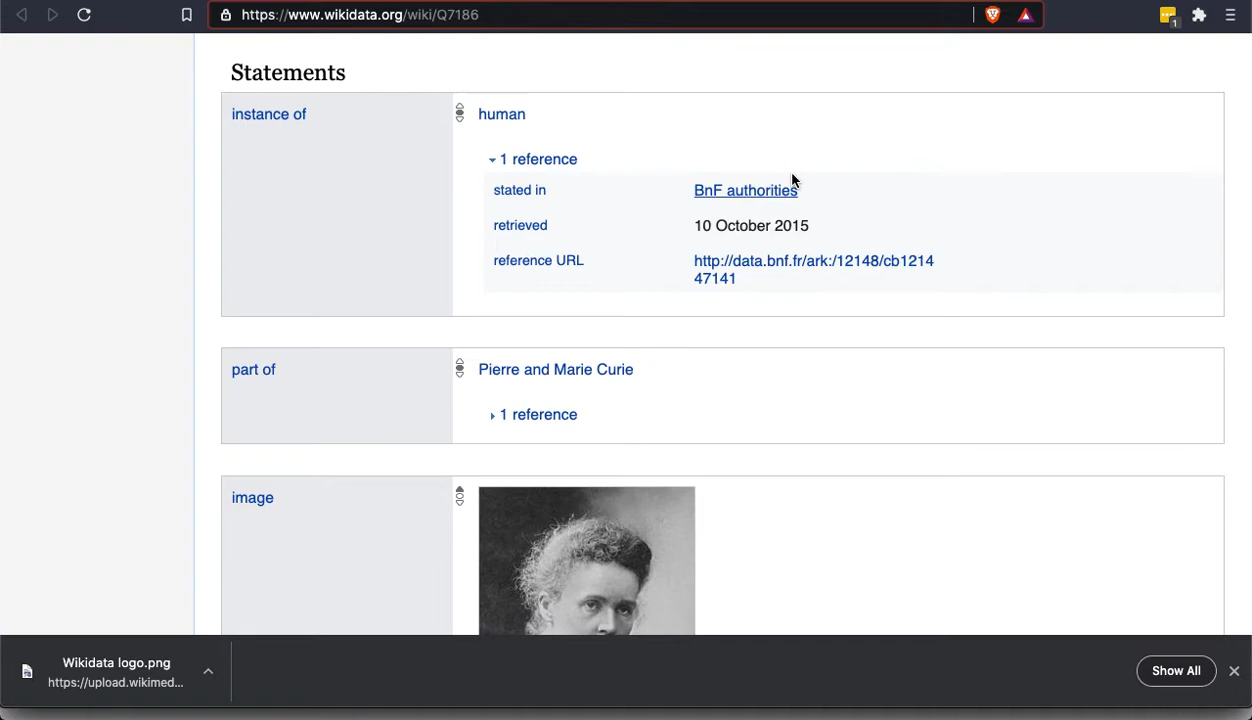 https://www.wikidata.org/wiki/Q7186
1
Statements
instance of
human
1 reference
stated in
BnF authorities
retrieved
10 October 2015
reference URL
http://data.bnf.fr/ark:/12148/cb1214
47141
part of
Pierre and Marie Curie
1 reference
image
Wikidata logo.png
https://upload.wikimed...
Show All